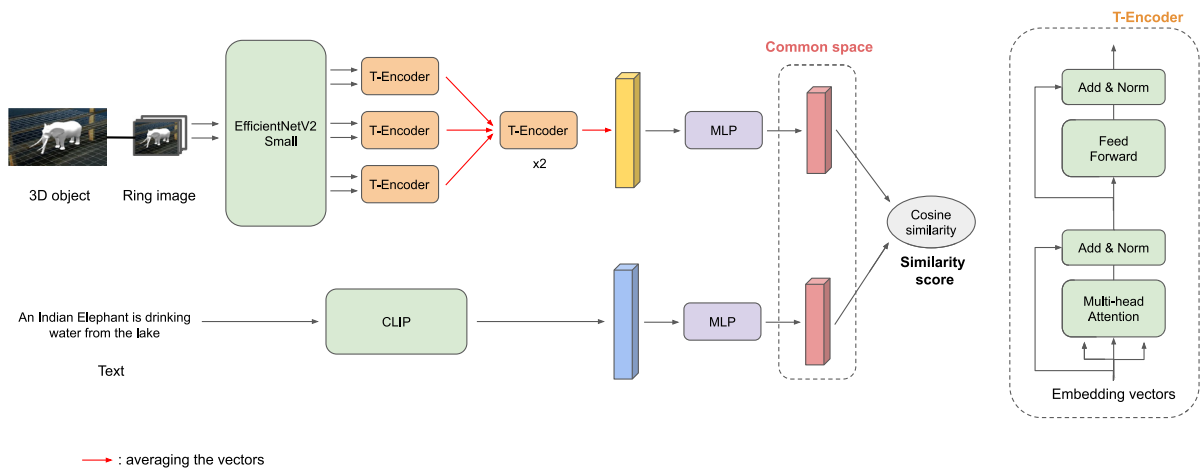 T-Encoder
Common space
Add & Norm
T-Encoder
EfficientNetV2
Small
Feed
Forward
T-Encoder
T-Encoder
MLP
x2
T-Encoder
3D object
Ring image
Cosine
similarity
Similarity
score
Add & Norm
Multi-head
Attention
An Indian Elephant is drinking
water from the lake
CLIP
MLP
Text
Embedding vectors
: averaging the vectors